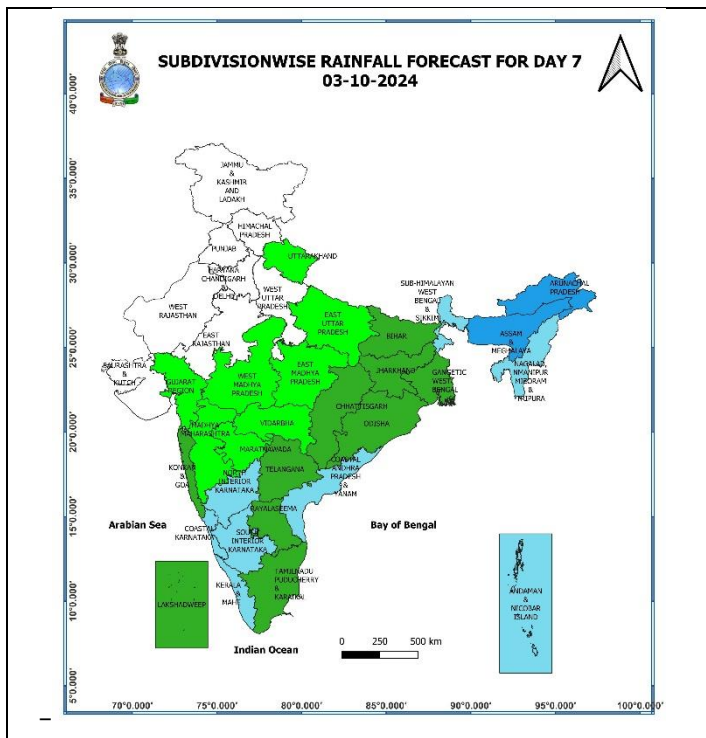 SUBDIVISIONWISE RAINFALL FORECAST FOR DAY 7
03-10-2024
40°0.000'
35°0.000'
30°0.000'
25°0.000'
20°0.000'
15°0.000'
10°0.000'
5°0.000'
JAMMU
&
KASHMIR
AND
LADAKH
HIMACHAL
PRADESH
PUNJAB
UTTARAKHAND
CHANDIGARH
&
DELHI
WEST
UTTAR
PRADESH
WEST
RAJASTHAN
EAST
RAJASTHAN
EAST
UTTAR
PRADESH
SUB-HIMALAYAN
WEST
BENGAL
&
SIKKIM
ARUNACHAL
PRADESH
ASSAM
&
MEGHALAYA
NAGALAND
MANIPUR
MIZORAM
&
TRIPURA
BIHAR
SAURASHTRA
&
KUTCH
GUJARAT
REGION
WEST
MADHYA
PRADESH
EAST
MADHYA
PRADESH
JHARKHAND
GANGETIC
WEST
BENGAL
CHHATTISGARH
ODISHA
MADHYA
MAHARASHTRA
VIDARBHA
MARATHAWADA
KONKAN
&
GOA
NORTH
INTERIOR
KARNATAKA
TELANGANA
COASTAL
ANDHRA
PRADESH
&
YANAM
RAYALASEEMA
Arabian Sea
Bay of Bengal
COASTAL
KARNATAKA
SOUTH
INTERIOR
KARNATAKA
KERALA
&
MAHE
TAMILNADU
PUDUCHERRY
&
KARAIKAL
LAKSHADWEEP
ANDAMAN
&
NICOBAR
ISLAND
Indian Ocean
0 250 500 km
70°0.000' 75°0.000' 80°0.000' 85°0.000' 90°0.000' 95°0.000' 100°0.000'